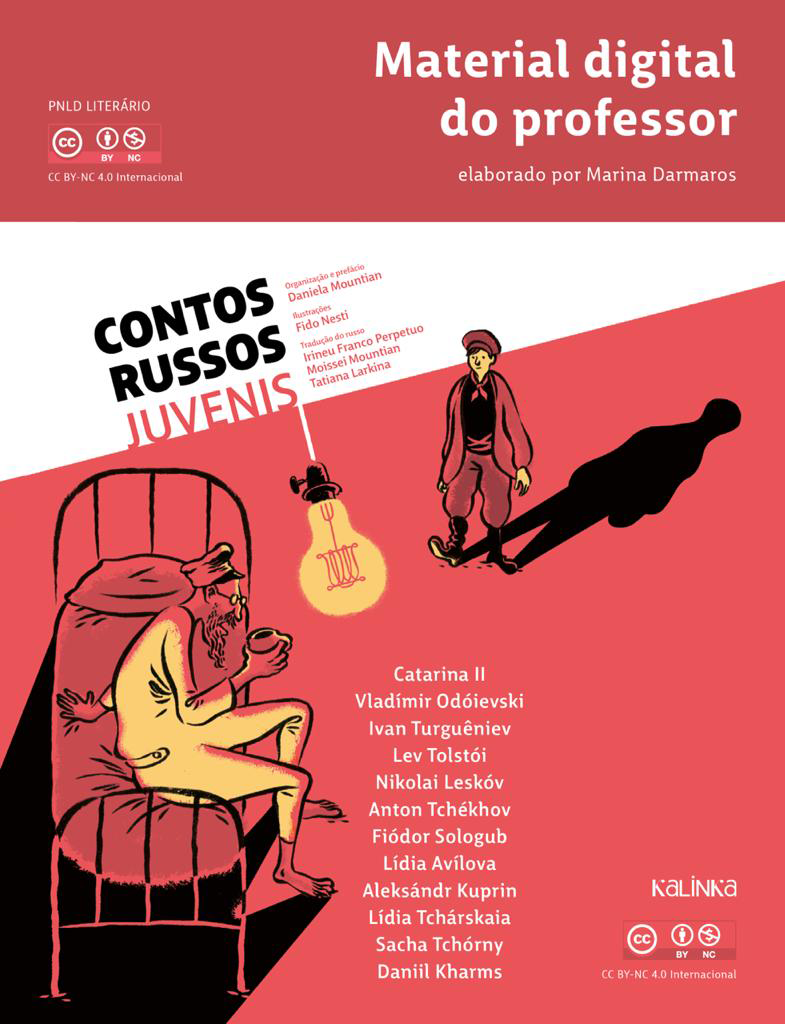 Material digital
do professor
elaborado por Marina Darmaros
PNLD LITERÁRIO
CC
BY NC
CC BY-NC 4.0 Internacional
CONTOS
RUSSOS
JUVENIS
Organização e prefácio
Daniela Mountian
Ilustrações
Fido Nesti
Tradução do russo
Irineu Franco Perpetuo
Moissei Mountian
Tatiana Larkina
Catarina II
Vladímir Odóievski
Ivan Turguêniev
Lev Tolstói
Nikolai Leskóv
Anton Tchékhov
Fiódor Sologub
Lídia Avílova
Aleksándr Kuprin
Lídia Tchárskaia
Sacha Tchórny
Daniil Kharms
KALINKA
CC
BY NC
CC BY-NC 4.0 Internacional